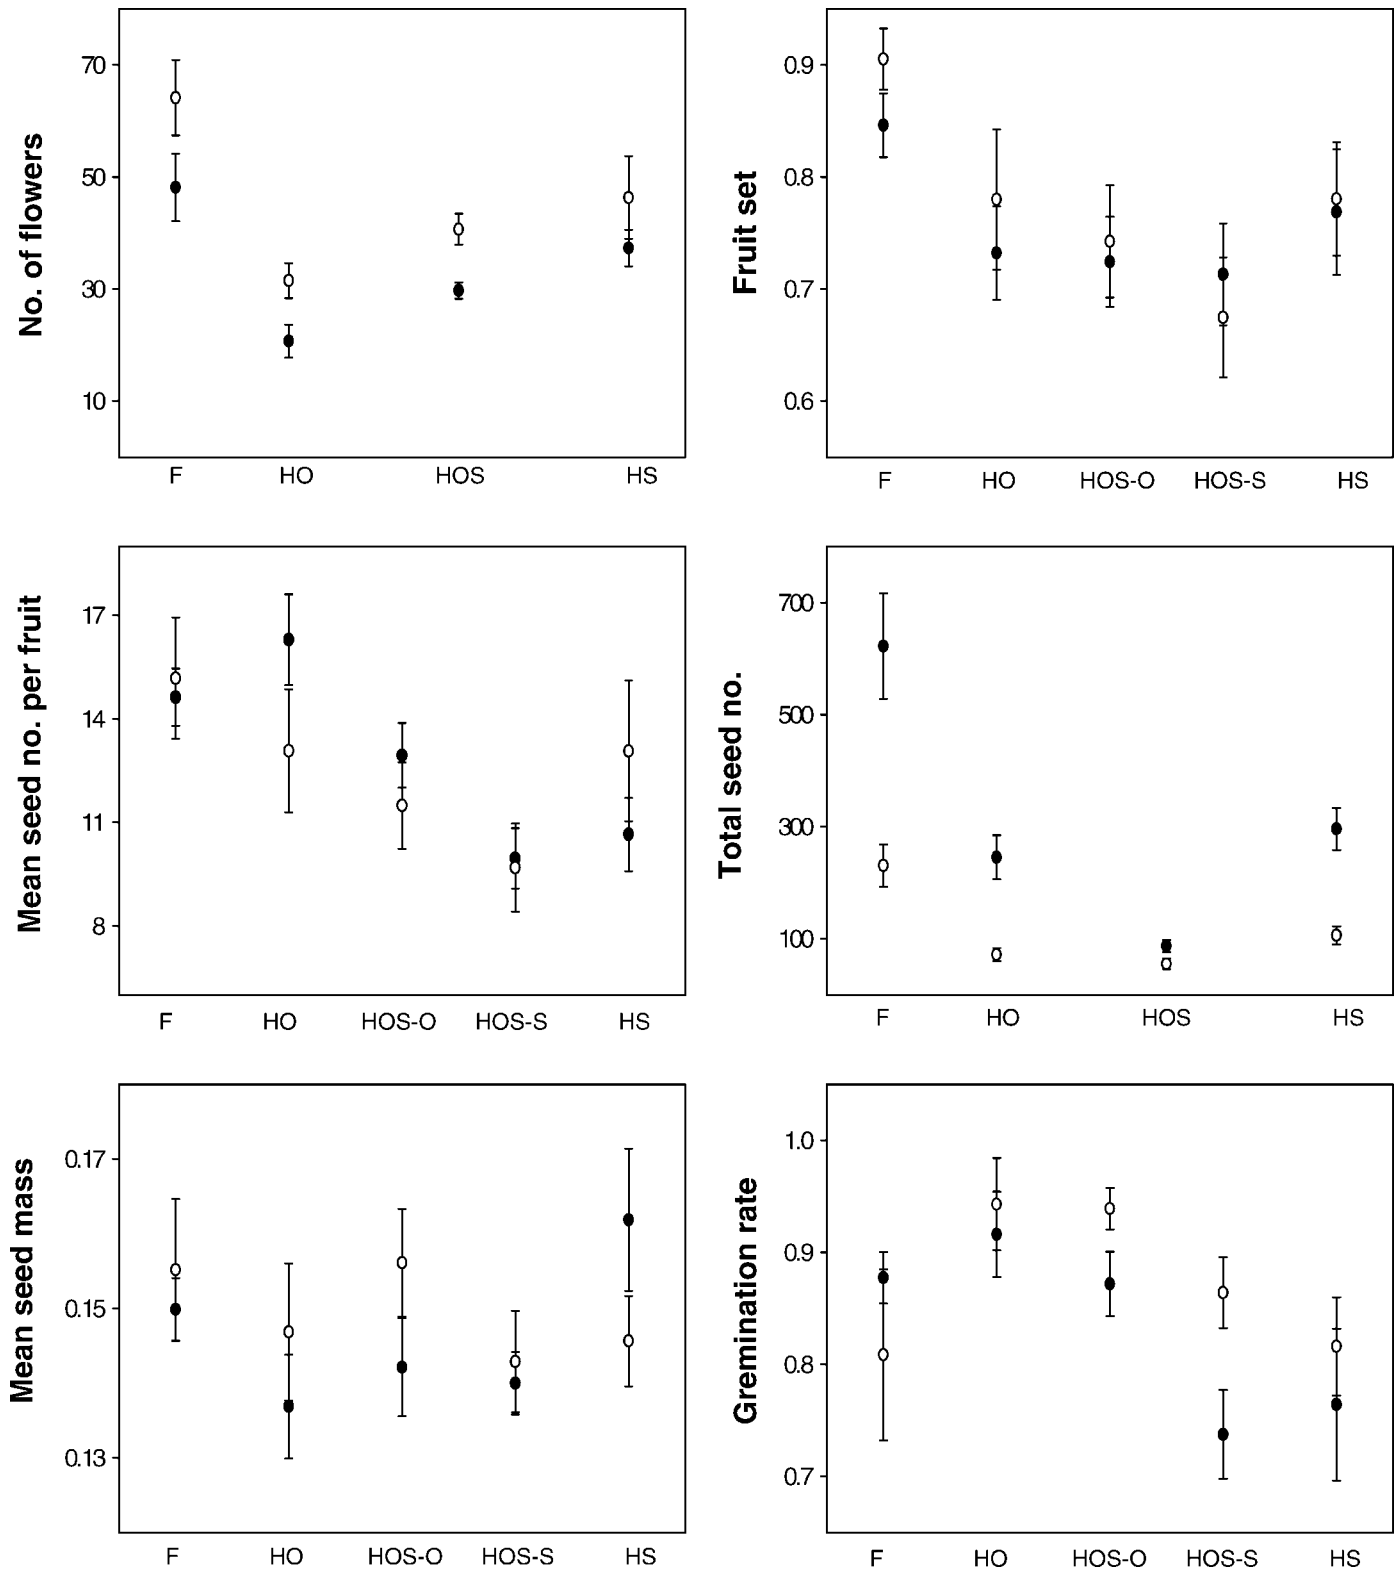 No. of flowers
70
50
30
10
F HO HOS HS
Fruit set
0.9
0.8
0.7
0.6
F HO HOS-O HOS-S HS
Mean seed no. per fruit
17
14
11
8
F HO HOS-O HOS-S HS
Total seed no.
700
500
300
100
F HO HOS HS
Mean seed mass
0.17
0.15
0.13
F HO HOS-O HOS-S HS
Gremination rate
1.0
0.9
0.8
0.7
F HO HOS-O HOS-S HS